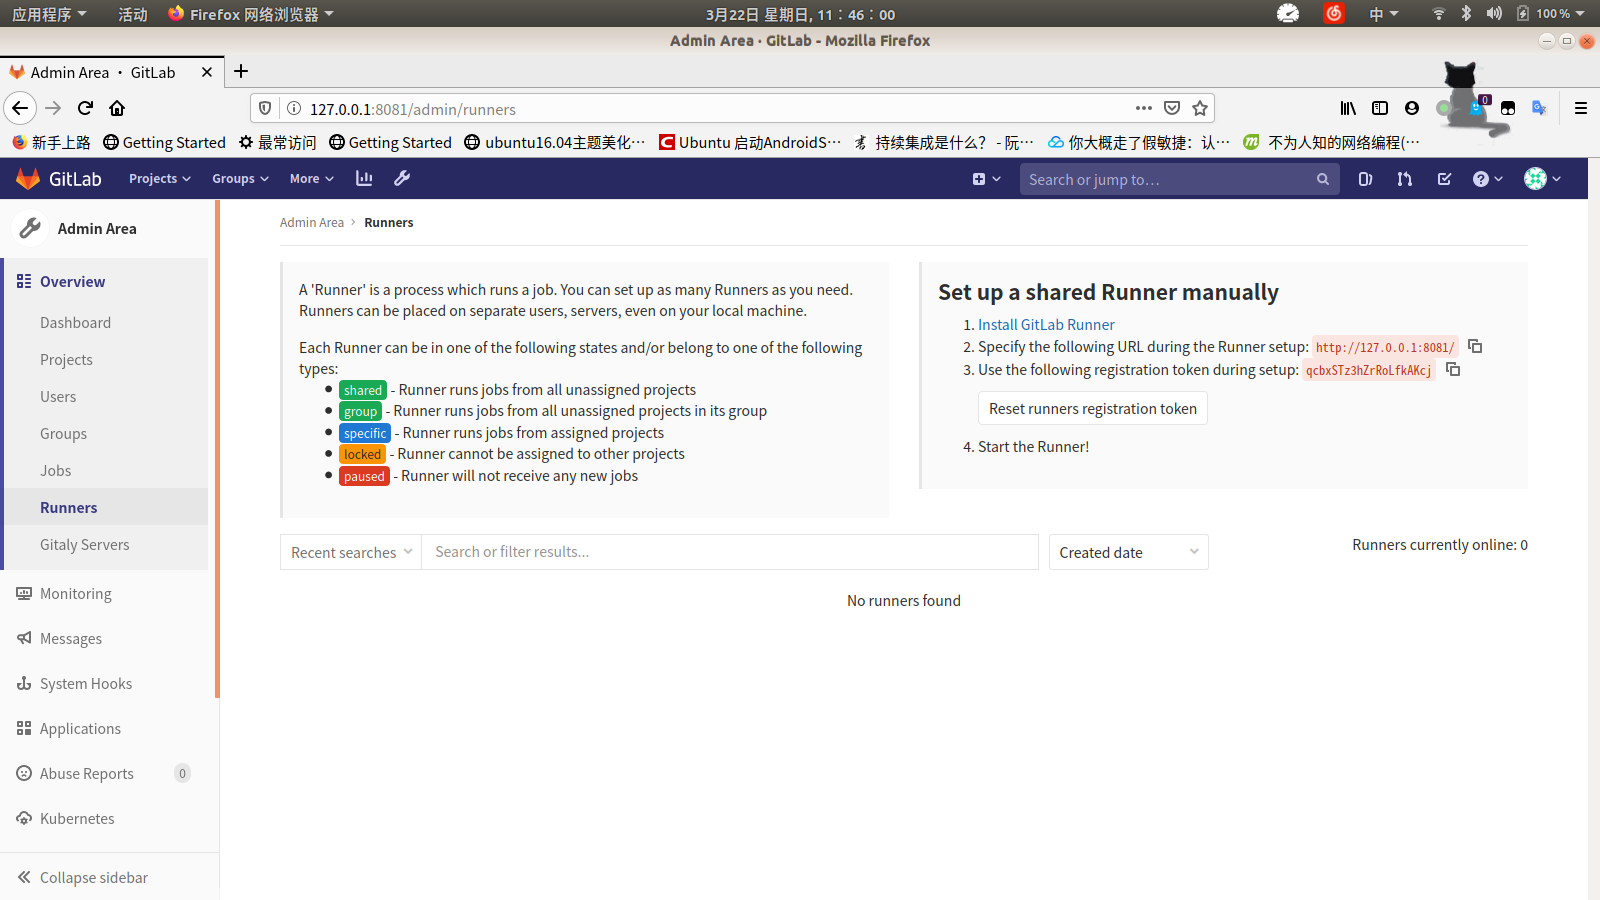 应用程序 活动 Firefox 网络浏览器 3月22日 星期日, 11∶46∶00 中 100 %
Admin Area · GitLab - Mozilla Firefox
Admin Area · GitLab
127.0.0.1:8081/admin/runners
0
新手上路 Getting Started 最常访问 Getting Started ubuntu16.04主题美化… Ubuntu 启动AndroidS… 持续集成是什么？ - 阮… 你大概走了假敏捷：认… 不为人知的网络编程(…
GitLab Projects Groups More Search or jump to…
Admin Area
Overview
Dashboard
Projects
Users
Groups
Jobs
Runners
Gitaly Servers
Monitoring
Messages
System Hooks
Applications
Abuse Reports 0
Kubernetes
Collapse sidebar
Admin Area > Runners
A 'Runner' is a process which runs a job. You can set up as many Runners as you need.
Runners can be placed on separate users, servers, even on your local machine.
Each Runner can be in one of the following states and/or belong to one of the following
types:
shared - Runner runs jobs from all unassigned projects
group - Runner runs jobs from all unassigned projects in its group
specific - Runner runs jobs from assigned projects
locked - Runner cannot be assigned to other projects
paused - Runner will not receive any new jobs
Set up a shared Runner manually
1. Install GitLab Runner
2. Specify the following URL during the Runner setup: http://127.0.0.1:8081/
3. Use the following registration token during setup: qcbxSTz3hZrRoLfkAKcj
Reset runners registration token
4. Start the Runner!
Recent searches Search or filter results... Created date Runners currently online: 0
No runners found